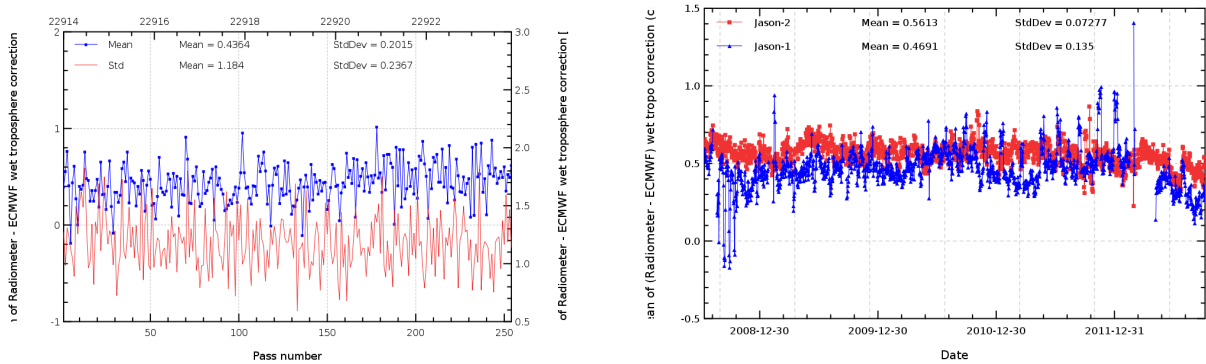 22914 22916 22918 22920 22922
2 3.0
Mean Mean = 0.4364 StdDev = 0.2015
Std Mean = 1.184 StdDev = 0.2367
2.5
1 2.0
1.5
0 1.0
-1 0.5
50 100 150 200 250
Pass number
of Radiometer - ECMWF wet troposphere correction
of Radiometer - ECMWF wet troposphere correction [
1.5
Jason-2 Mean = 0.5613 StdDev = 0.07277
Jason-1 Mean = 0.4691 StdDev = 0.135
1.0
0.5
0.0
-0.5
2008-12-30 2009-12-30 2010-12-30 2011-12-31
Date
of (Radiometer - ECMWF) wet tropo correction (c